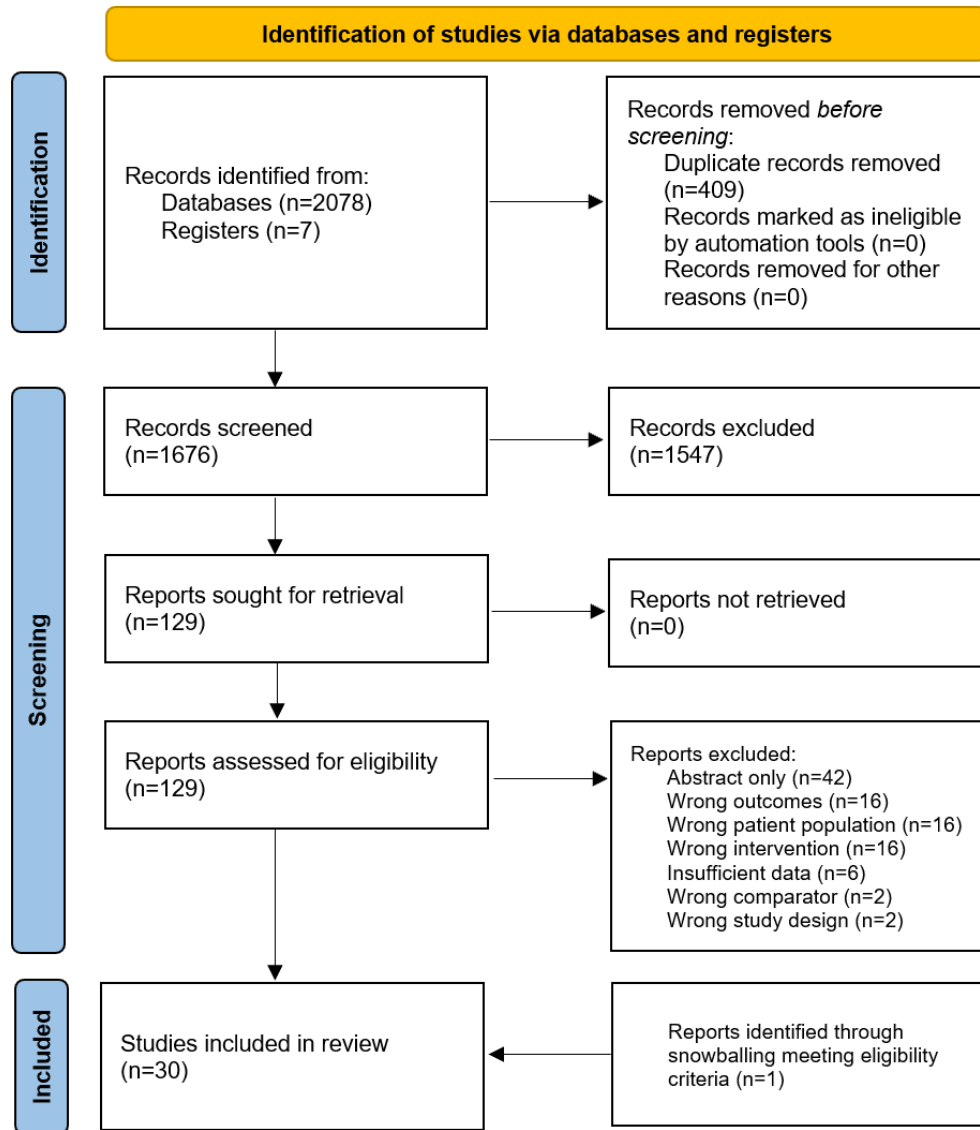 Identification of studies via databases and registers
Identification
Records identified from:
Databases (n=2078)
Registers (n=7)
Records removed before
screening:
Duplicate records removed
(n=409)
Records marked as ineligible
by automation tools (n=0)
Records removed for other
reasons (n=0)
Screening
Records screened
(n=1676)
Records excluded
(n=1547)
Reports sought for retrieval
(n=129)
Reports not retrieved
(n=0)
Reports assessed for eligibility
(n=129)
Reports excluded:
Abstract only (n=42)
Wrong outcomes (n=16)
Wrong patient population (n=16)
Wrong intervention (n=16)
Insufficient data (n=6)
Wrong comparator (n=2)
Wrong study design (n=2)
Included
Studies included in review
(n=30)
Reports identified through
snowballing meeting eligibility
criteria (n=1)